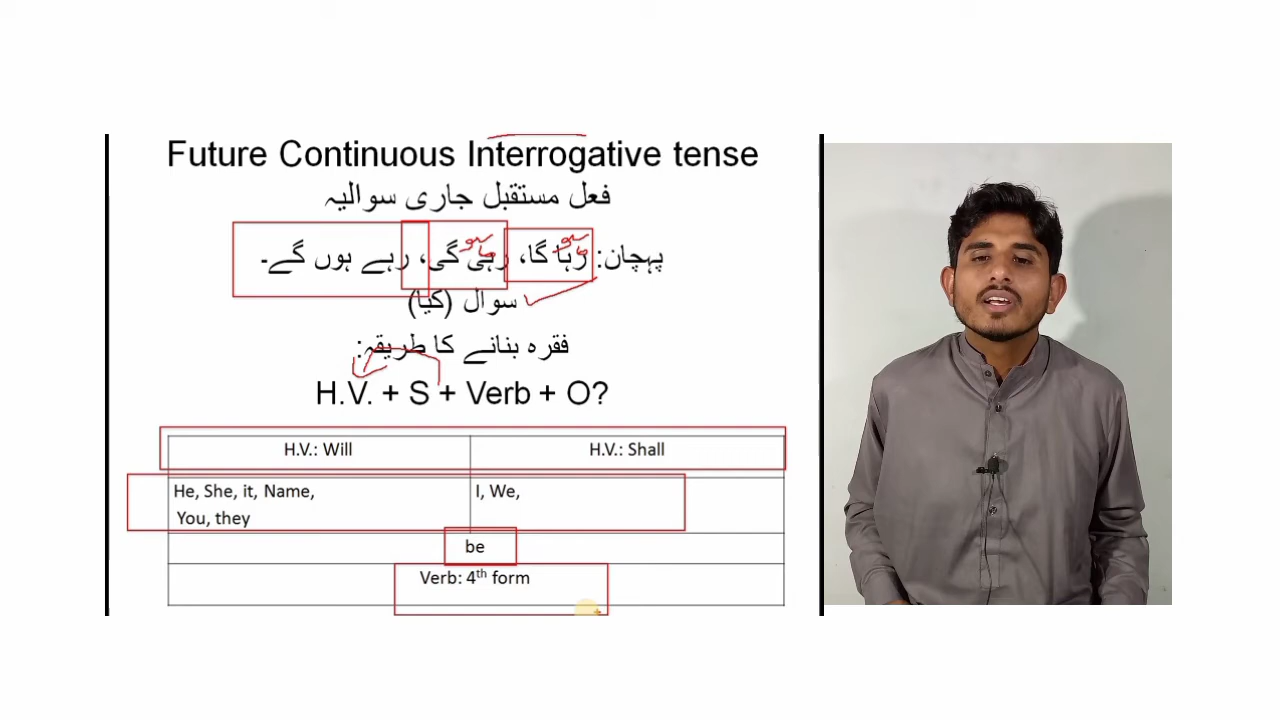 Future Continuous Interrogative tense
فعل مستقبل جاری سوالیہ
پہچان: رہا گا، رہی گی، رہے ہوں گے۔
سوال (کیا)
فقرہ بنانے کا طریقہ:
H.V. + S + Verb + O?
H.V.: Will H.V.: Shall
He, She, it, Name, I, We,
You, they
be
Verb: 4th form